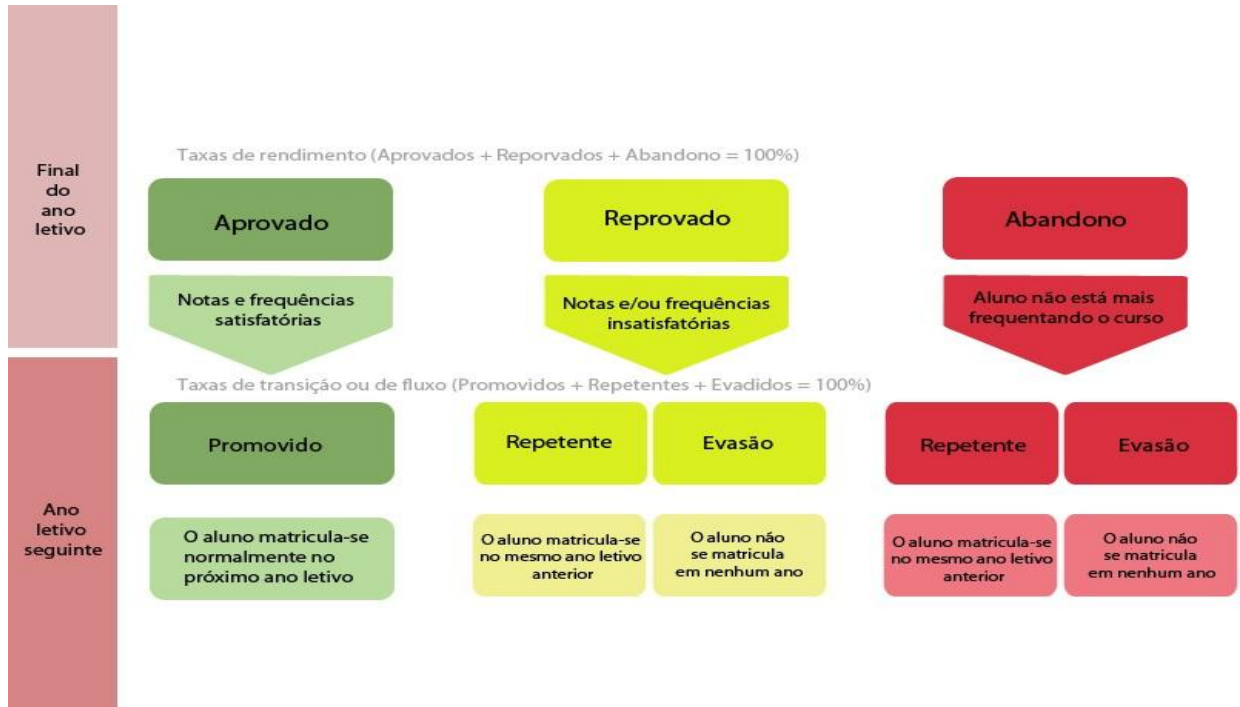 Final
do
ano
letivo
Taxas de rendimento (Aprovados + Reporvados + Abandono = 100%)
Aprovado
Reprovado
Abandono
Notas e frequências
satisfatórias
Notas e/ou frequências
insatisfatórias
Aluno não está mais
frequentando o curso
Ano
letivo
seguinte
Taxas de transição ou de fluxo (Promovidos + Repetentes + Evadidos = 100%)
Promovido
Repetente
Evasão
Repetente
Evasão
O aluno matricula-se
normalmente no
próximo ano letivo
O aluno matricula-se
no mesmo ano letivo
anterior
O aluno não
se matricula
em nenhum ano
O aluno matricula-se
no mesmo ano letivo
anterior
O aluno não
se matricula
em nenhum ano